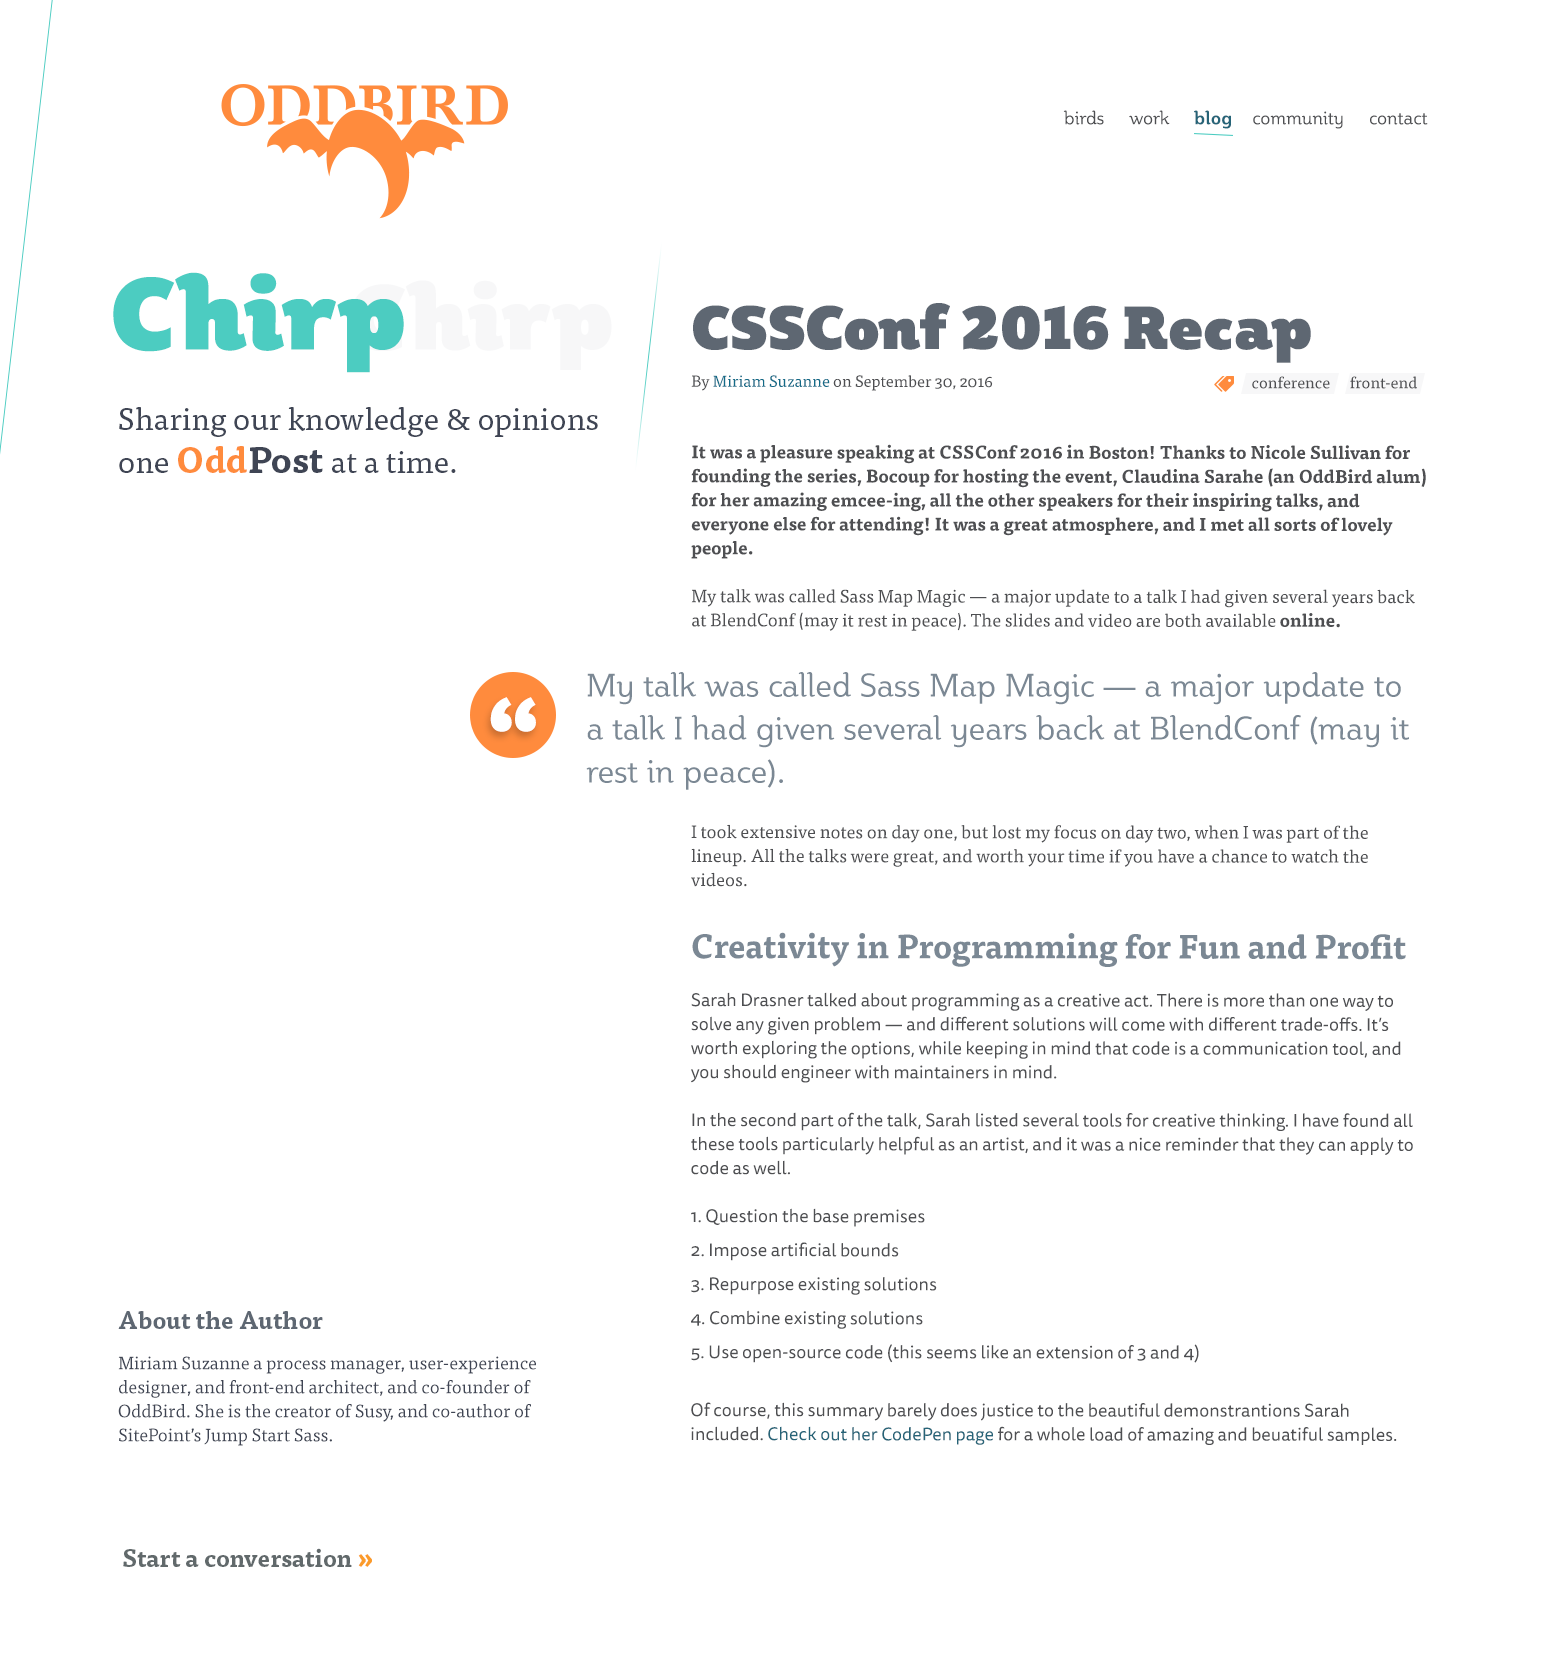 ODDBIRD
birds work blog community contact
Chirp
Chirp
Sharing our knowledge & opinions
one OddPost at a time.
CSSConf 2016 Recap
By Miriam Suzanne on September 30, 2016
conference front-end
It was a pleasure speaking at CSSConf 2016 in Boston! Thanks to Nicole Sullivan for
founding the series, Bocoup for hosting the event, Claudina Sarahe (an OddBird alum)
for her amazing emcee-ing, all the other speakers for their inspiring talks, and
everyone else for attending! It was a great atmosphere, and I met all sorts of lovely
people.
My talk was called Sass Map Magic — a major update to a talk I had given several years back
at BlendConf (may it rest in peace). The slides and video are both available online.
“
My talk was called Sass Map Magic — a major update to
a talk I had given several years back at BlendConf (may it
rest in peace).
I took extensive notes on day one, but lost my focus on day two, when I was part of the
lineup. All the talks were great, and worth your time if you have a chance to watch the
videos.
Creativity in Programming for Fun and Profit
Sarah Drasner talked about programming as a creative act. There is more than one way to
solve any given problem — and different solutions will come with different trade-offs. It’s
worth exploring the options, while keeping in mind that code is a communication tool, and
you should engineer with maintainers in mind.
In the second part of the talk, Sarah listed several tools for creative thinking. I have found all
these tools particularly helpful as an artist, and it was a nice reminder that they can apply to
code as well.
1. Question the base premises
2. Impose artificial bounds
3. Repurpose existing solutions
4. Combine existing solutions
5. Use open-source code (this seems like an extension of 3 and 4)
Of course, this summary barely does justice to the beautiful demonstrantions Sarah
included. Check out her CodePen page for a whole load of amazing and beuatiful samples.
About the Author
Miriam Suzanne a process manager, user-experience
designer, and front-end architect, and co-founder of
OddBird. She is the creator of Susy, and co-author of
SitePoint’s Jump Start Sass.
Start a conversation »